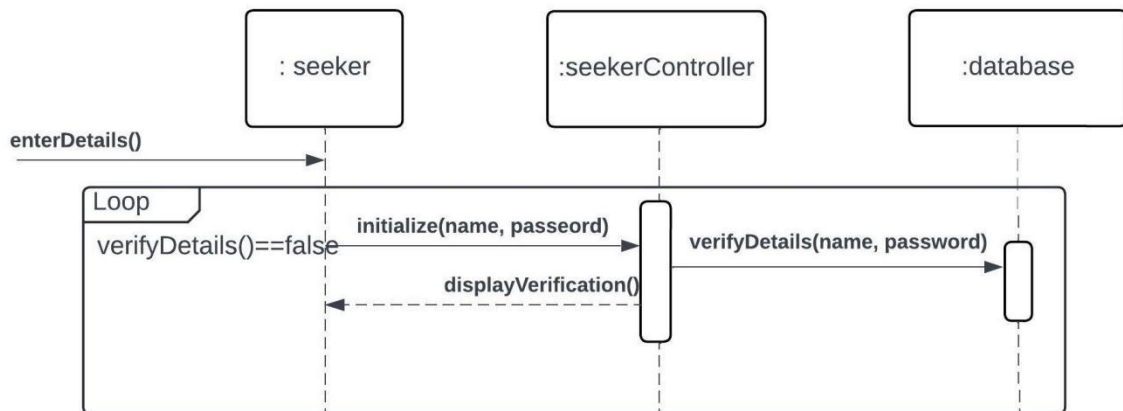 : seeker
:seekerController
:database
enterDetails()
Loop
verifyDetails()==false
initialize(name, passeord)
verifyDetails(name, password)
displayVerification()